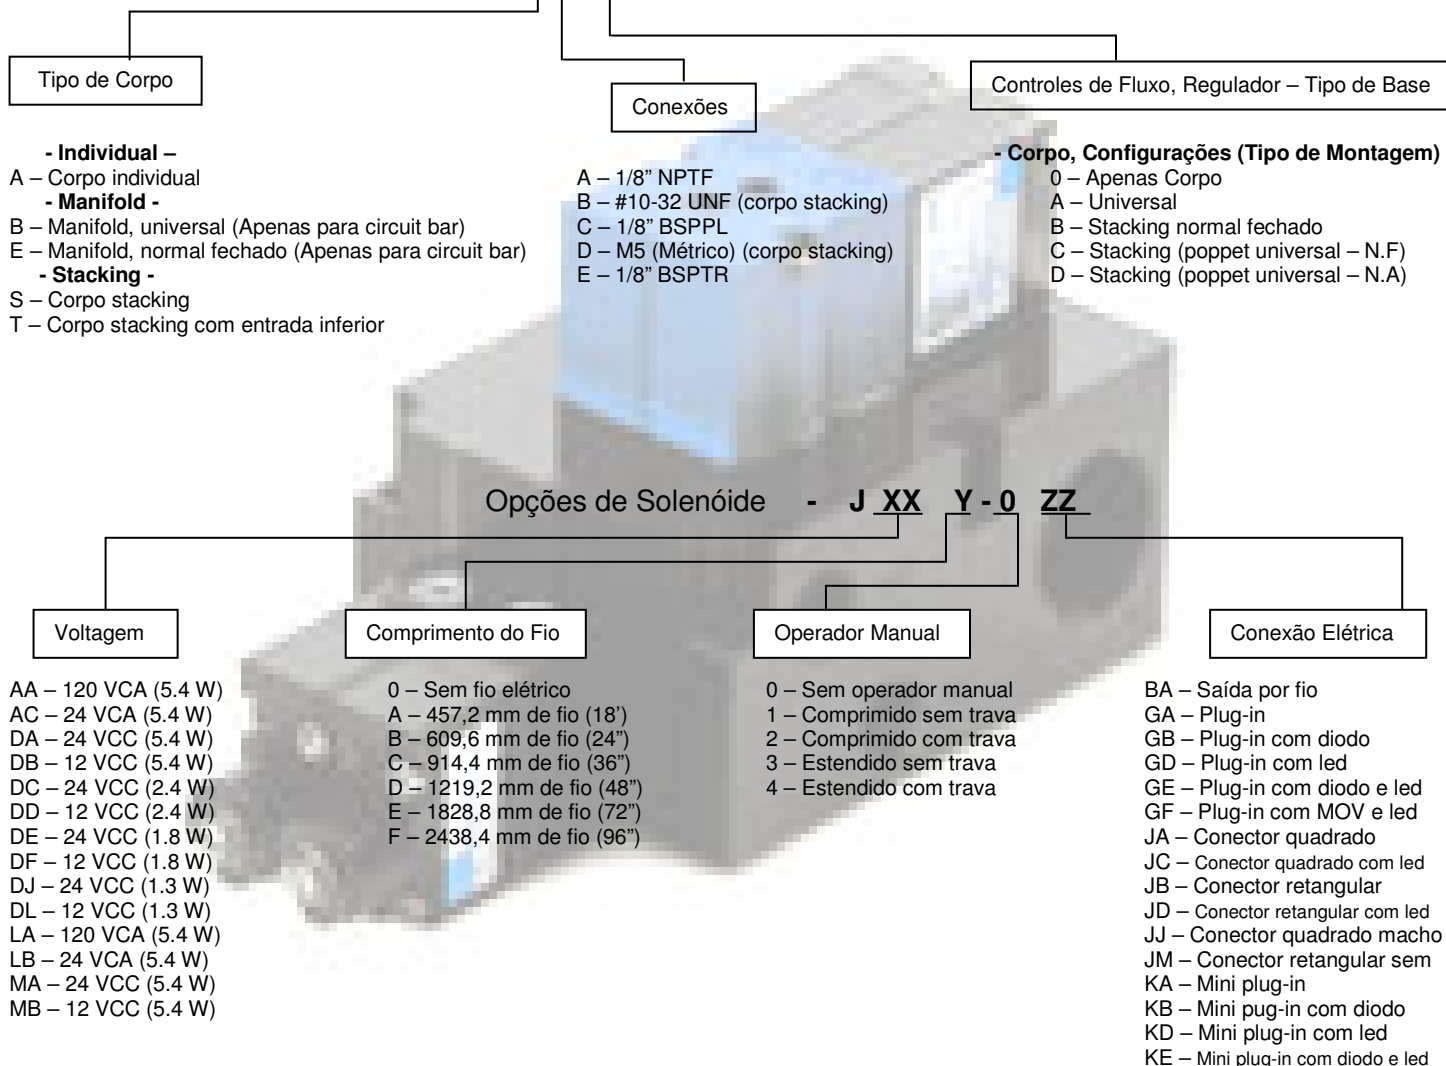 Tipo de Corpo
Conexões
Controles de Fluxo, Regulador – Tipo de Base
- Individual –
A – Corpo individual
- Manifold -
B – Manifold, universal (Apenas para circuit bar)
E – Manifold, normal fechado (Apenas para circuit bar)
- Stacking -
S – Corpo stacking
T – Corpo stacking com entrada inferior
A – 1/8” NPTF
B – #10-32 UNF (corpo stacking)
C – 1/8” BSPPL
D – M5 (Métrico) (corpo stacking)
E – 1/8” BSPTR
- Corpo, Configurações (Tipo de Montagem)
0 – Apenas Corpo
A – Universal
B – Stacking normal fechado
C – Stacking (poppet universal – N.F)
D – Stacking (poppet universal – N.A)
Opções de Solenóide - J XX Y - 0 ZZ
Voltagem
AA – 120 VCA (5.4 W)
AC – 24 VCA (5.4 W)
DA – 24 VCC (5.4 W)
DB – 12 VCC (5.4 W)
DC – 24 VCC (2.4 W)
DD – 12 VCC (2.4 W)
DE – 24 VCC (1.8 W)
DF – 12 VCC (1.8 W)
DJ – 24 VCC (1.3 W)
DL – 12 VCC (1.3 W)
LA – 120 VCA (5.4 W)
LB – 24 VCA (5.4 W)
MA – 24 VCC (5.4 W)
MB – 12 VCC (5.4 W)
Comprimento do Fio
0 – Sem fio elétrico
A – 457,2 mm de fio (18’)
B – 609,6 mm de fio (24”)
C – 914,4 mm de fio (36”)
D – 1219,2 mm de fio (48”)
E – 1828,8 mm de fio (72”)
F – 2438,4 mm de fio (96”)
Operador Manual
0 – Sem operador manual
1 – Comprimido sem trava
2 – Comprimido com trava
3 – Estendido sem trava
4 – Estendido com trava
Conexão Elétrica
BA – Saída por fio
GA – Plug-in
GB – Plug-in com diodo
GD – Plug-in com led
GE – Plug-in com diodo e led
GF – Plug-in com MOV e led
JA – Conector quadrado
JC – Conector quadrado com led
JB – Conector retangular
JD – Conector retangular com led
JJ – Conector quadrado macho
JM – Conector retangular sem
KA – Mini plug-in
KB – Mini pug-in com diodo
KD – Mini plug-in com led
KE – Mini plug-in com diodo e led